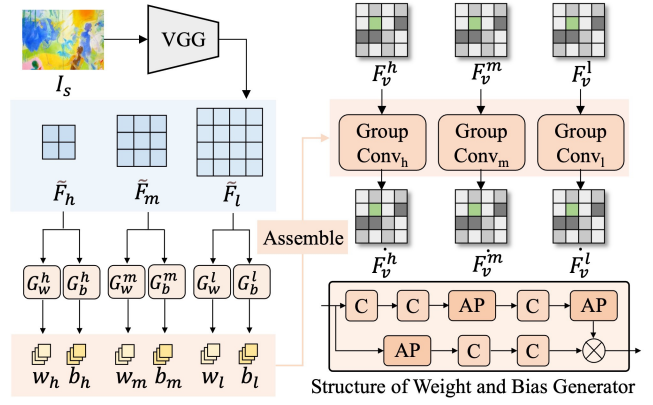 VGG
I_s
F̃_h F̃_m F̃_l
G_w^h G_b^h G_w^m G_b^m G_w^l G_b^l
w_h b_h w_m b_m w_l b_l
Assemble
F_v^h F_v^m F_v^l
Group Group Group
Conv_h Conv_m Conv_l
Ḟ_v^h Ḟ_v^m Ḟ_v^l
C C AP C AP
AP C C
Structure of Weight and Bias Generator